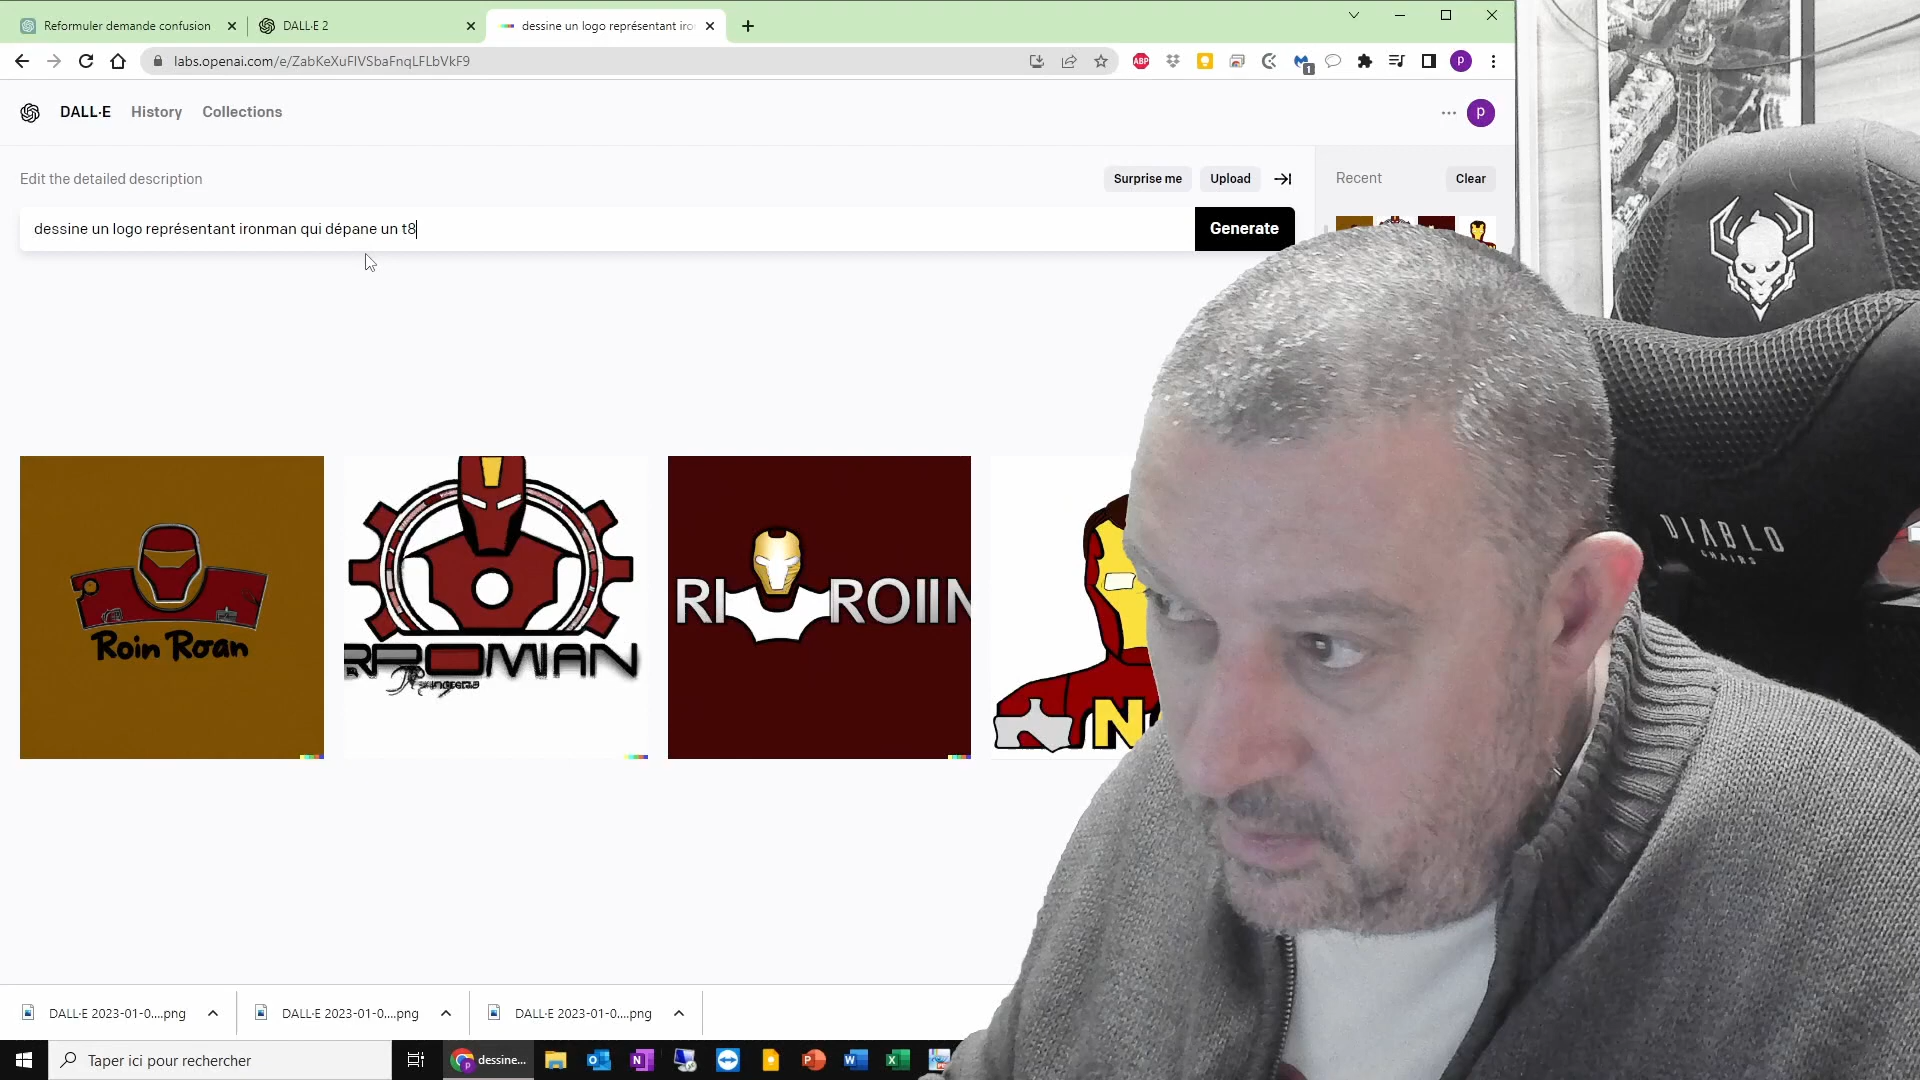 Reformuler demande confusion
DALL·E 2
dessine un logo représentant iro
labs.openai.com/e/ZabKeXuFIVSbaFnqLFLbVkF9
ABP
1
p
DALL·E History Collections
p
Edit the detailed description
Surprise me
Upload
Recent
Clear
dessine un logo représentant ironman qui dépane un t8
Generate
Roin Roan
RROMIAN
RI ROIIN
N
DIABLO
CHAIRS
DALL·E 2023-01-0....png
DALL·E 2023-01-0....png
DALL·E 2023-01-0....png
Taper ici pour rechercher
dessine...